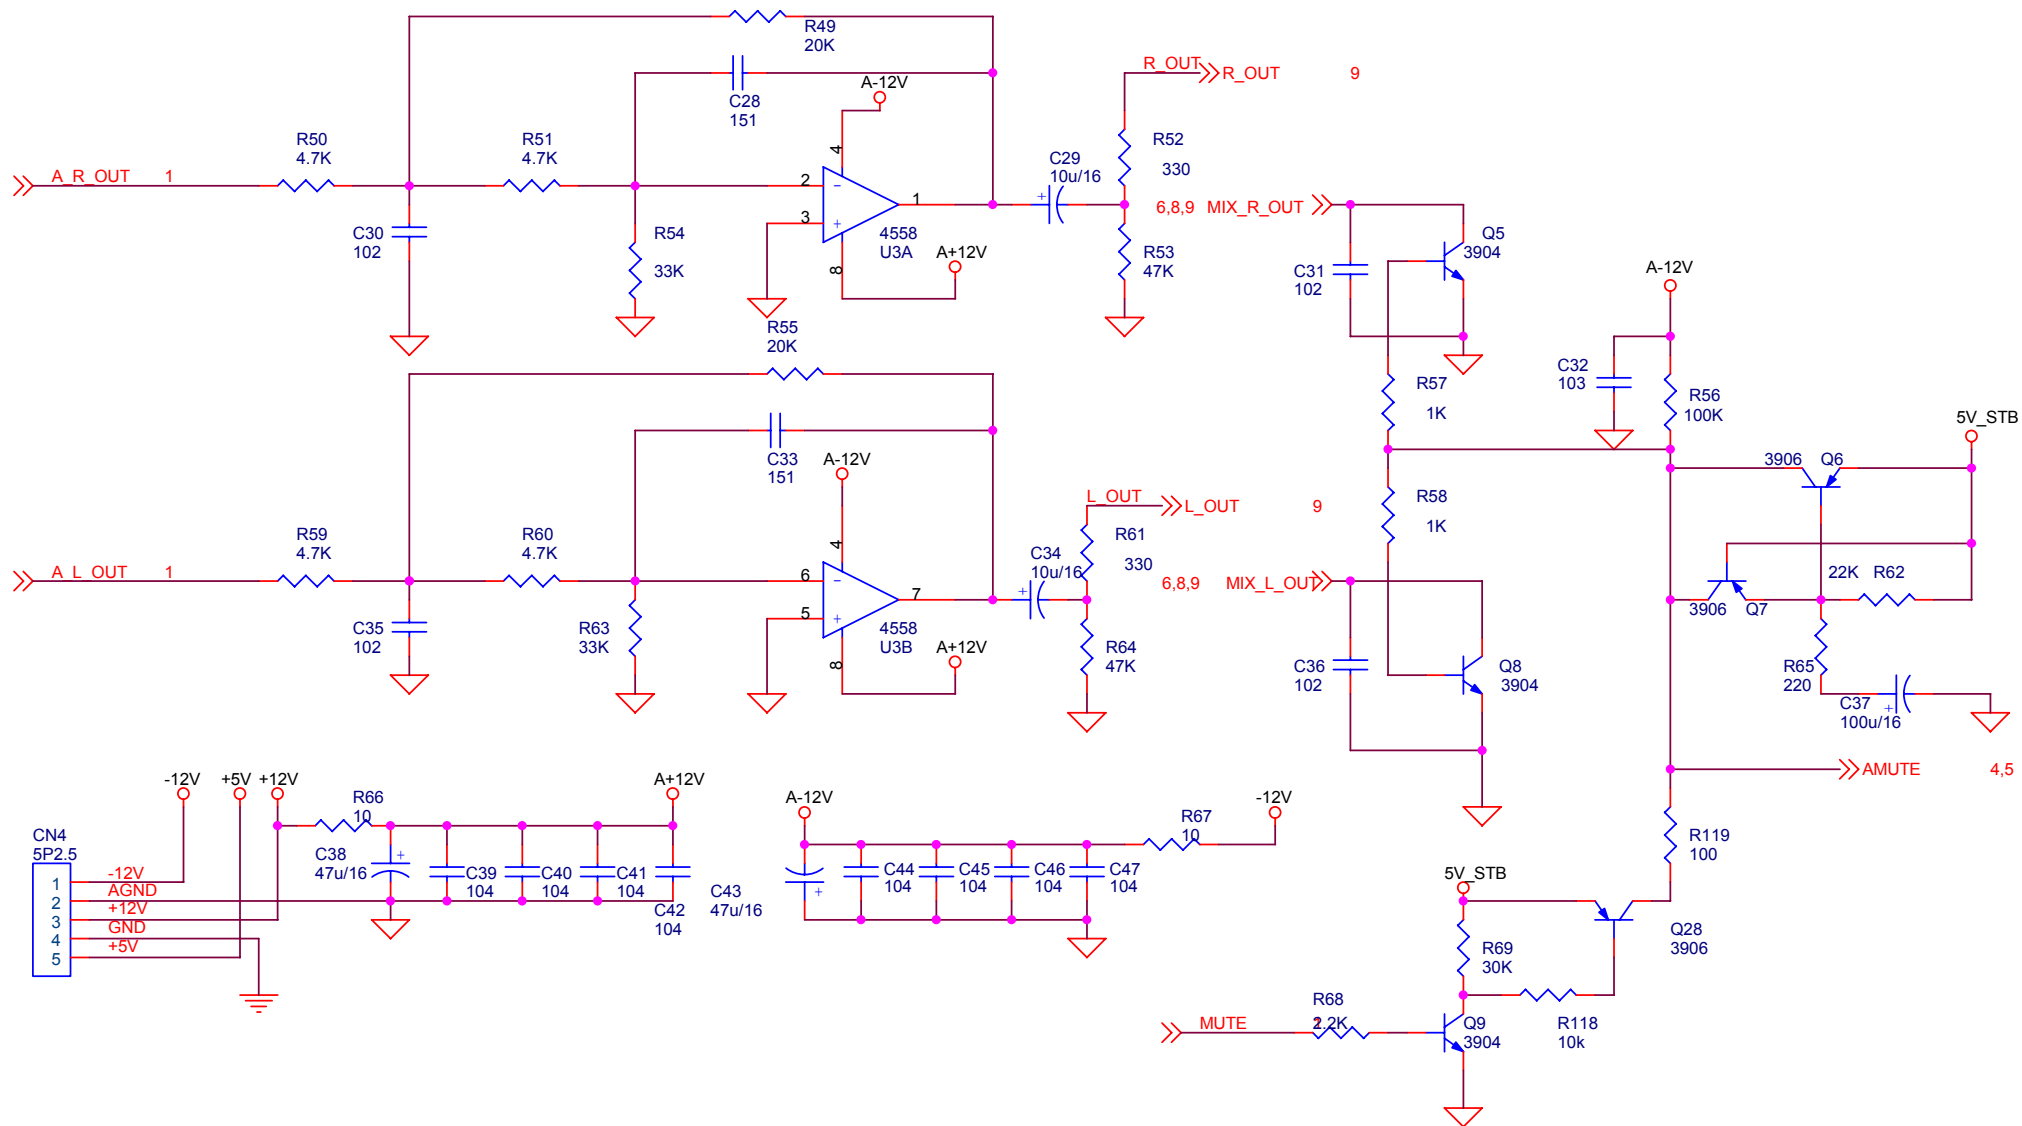 R49
20K
C28
151
A-12V
R_OUT
R_OUT
9
R50
4.7K
R51
4.7K
A_R_OUT
1
4
2
3
1
8
4558
U3A
A+12V
C29
10u/16
R52
330
R53
47K
C30
102
R54
33K
6,8,9
MIX_R_OUT
Q5
3904
C31
102
A-12V
R55
20K
C32
103
R56
100K
R57
1K
5V_STB
C33
151
A-12V
3906
Q6
R58
1K
L_OUT
L_OUT
9
R59
4.7K
R60
4.7K
A_L_OUT
1
4
6
5
7
8
4558
U3B
A+12V
C34
10u/16
R61
330
R64
47K
C35
102
R63
33K
6,8,9
MIX_L_OUT
22K
R62
3906
Q7
C36
102
Q8
3904
R65
220
C37
100u/16
AMUTE
4,5
-12V
+5V
+12V
R66
10
A+12V
A-12V
R67
10
-12V
CN4
5P2.5
1
2
3
4
5
-12V
AGND
+12V
GND
+5V
C38
47u/16
C39
104
C40
104
C41
104
C42
104
C43
47u/16
C44
104
C45
104
C46
104
C47
104
R119
100
5V_STB
R69
30K
Q28
3906
R68
2.2K
MUTE
Q9
3904
R118
10k